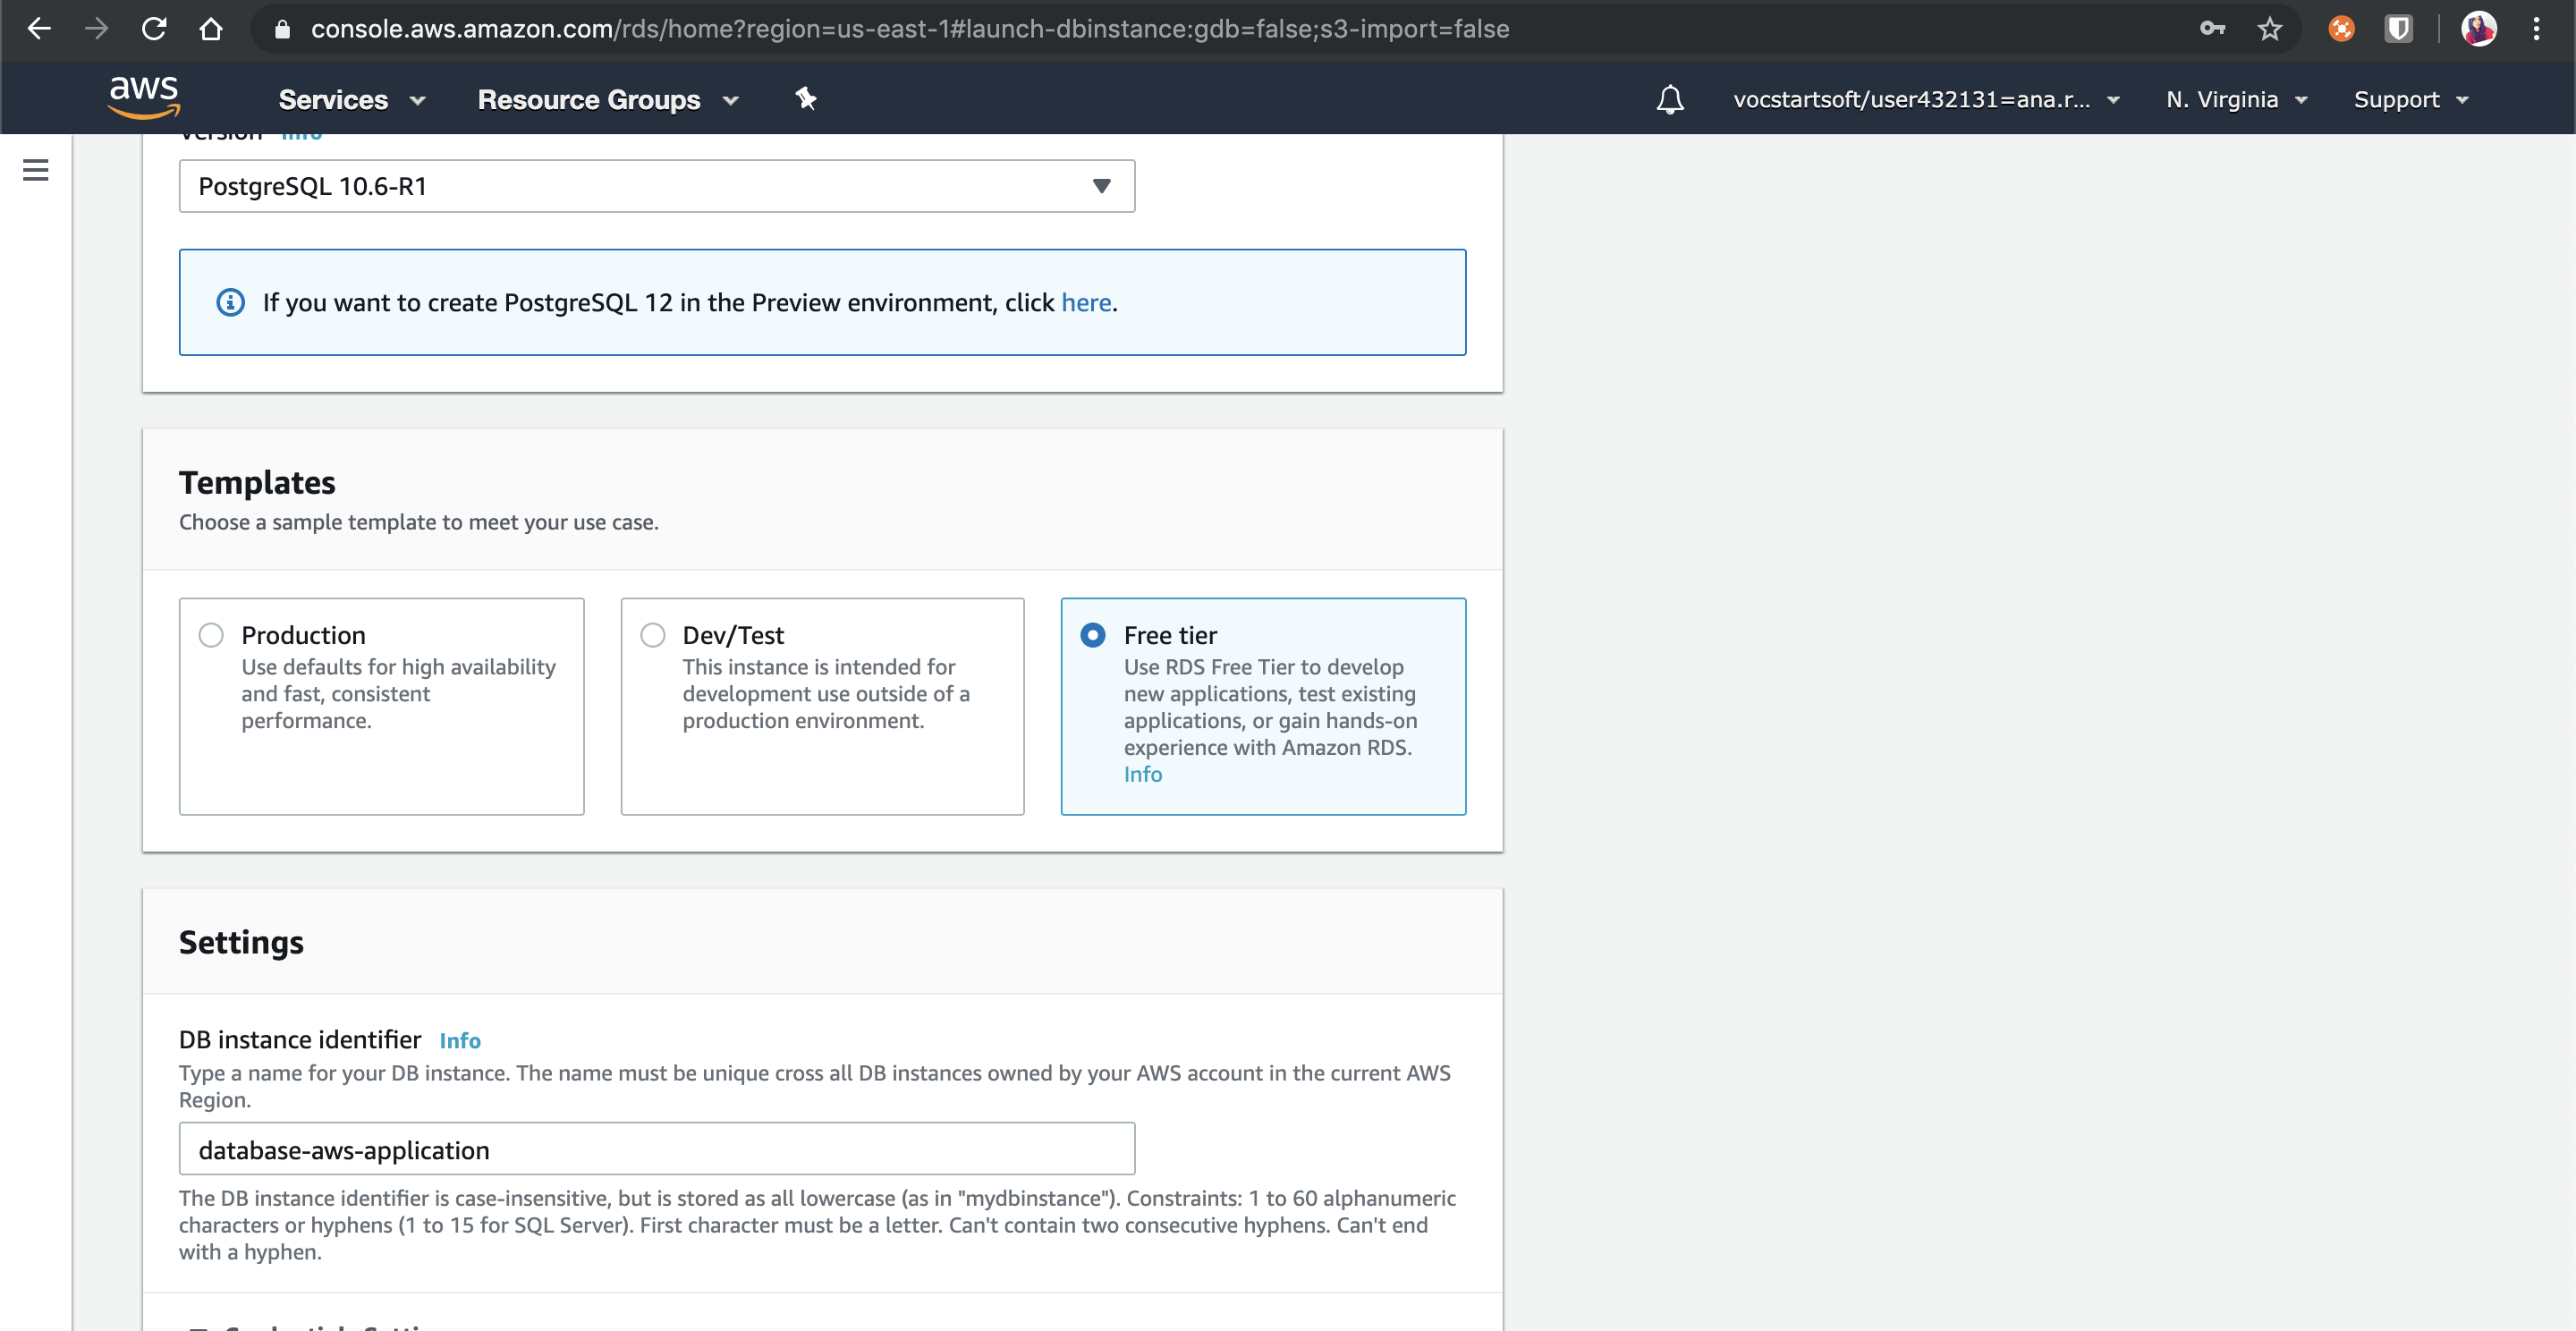 console.aws.amazon.com/rds/home?region=us-east-1#launch-dbinstance:gdb=false;s3-import=false
aws Services Resource Groups vocstartsoft/user432131=ana.r... N. Virginia Support
Version Info
PostgreSQL 10.6-R1
If you want to create PostgreSQL 12 in the Preview environment, click here.
Templates
Choose a sample template to meet your use case.
Production
Use defaults for high availability
and fast, consistent
performance.
Dev/Test
This instance is intended for
development use outside of a
production environment.
Free tier
Use RDS Free Tier to develop
new applications, test existing
applications, or gain hands-on
experience with Amazon RDS.
Info
Settings
DB instance identifier Info
Type a name for your DB instance. The name must be unique cross all DB instances owned by your AWS account in the current AWS
Region.
database-aws-application
The DB instance identifier is case-insensitive, but is stored as all lowercase (as in "mydbinstance"). Constraints: 1 to 60 alphanumeric
characters or hyphens (1 to 15 for SQL Server). First character must be a letter. Can't contain two consecutive hyphens. Can't end
with a hyphen.